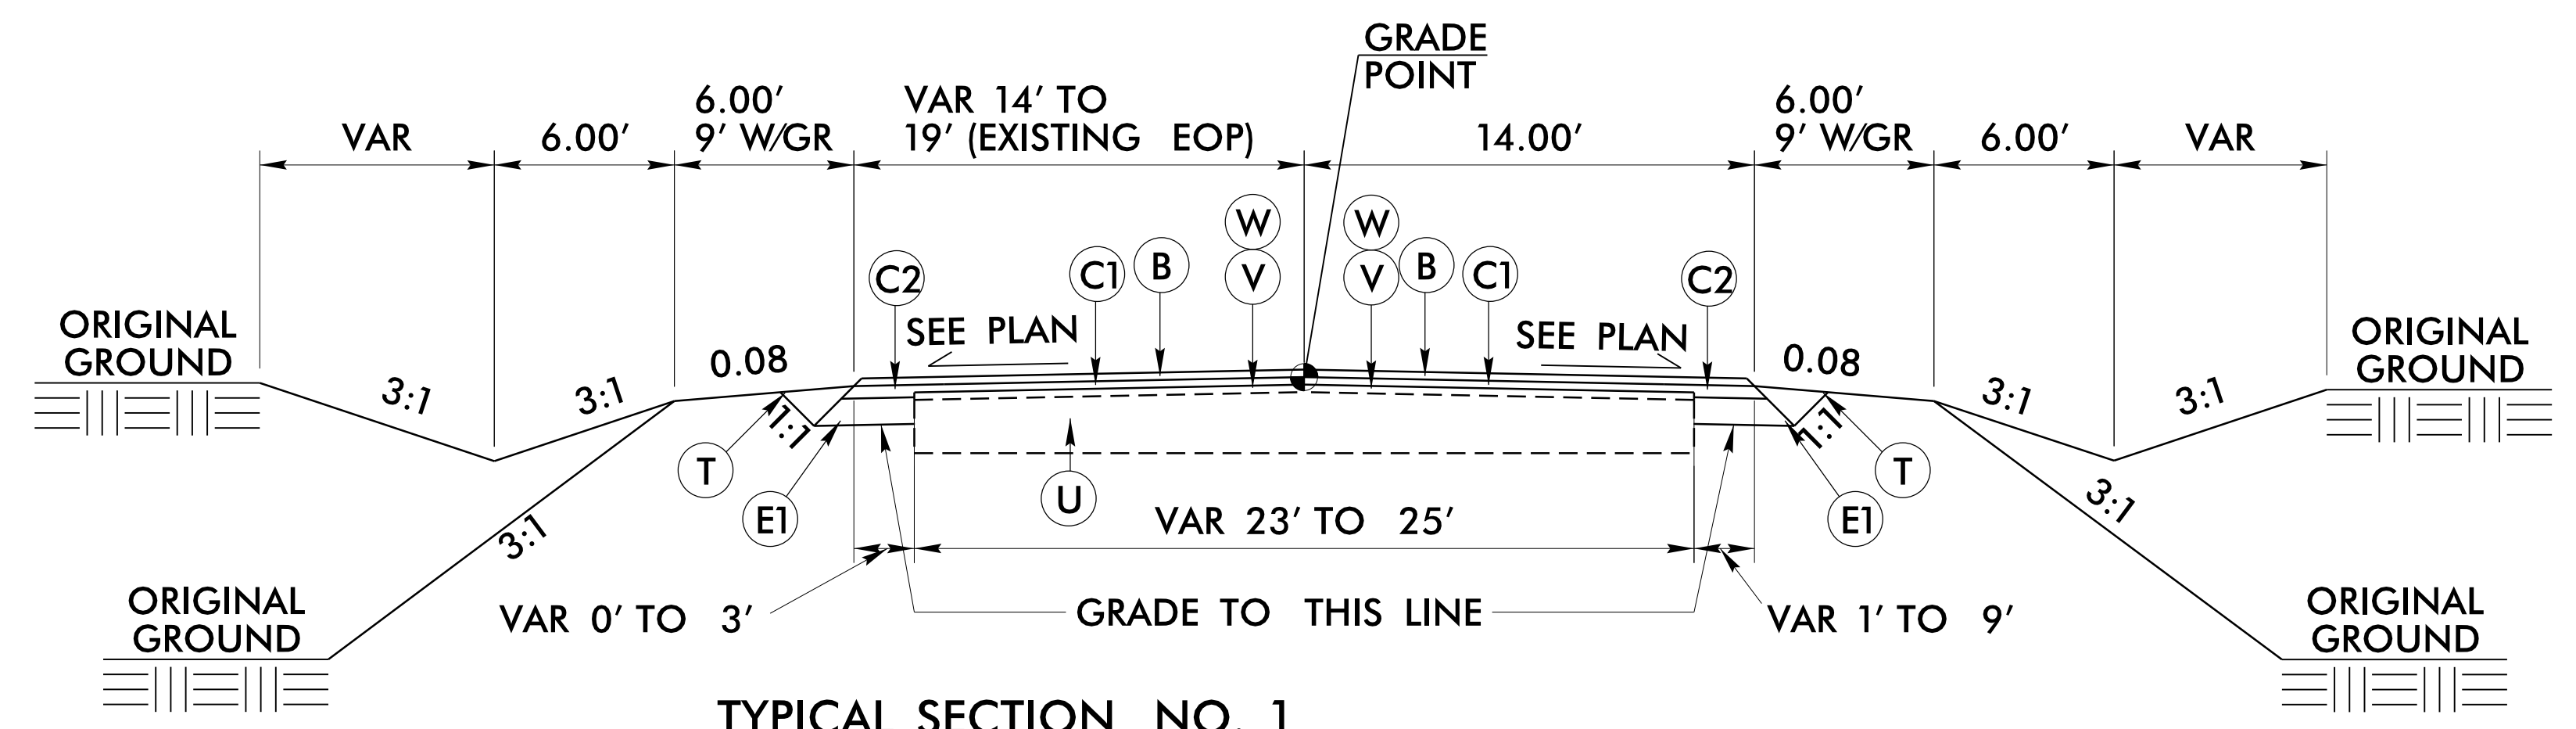 GRADE
POINT
VAR
6.00'
6.00'
9' W/GR
VAR 14' TO
19' (EXISTING EOP)
14.00'
6.00'
9' W/GR
6.00'
VAR
W
V
W
V
C2
C1
B
B
C1
C2
SEE PLAN
SEE PLAN
ORIGINAL
GROUND
ORIGINAL
GROUND
3:1
3:1
0.08
0.08
3:1
3:1
1:1
1:1
T
E1
U
T
E1
3:1
3:1
VAR 23' TO 25'
VAR 0' TO 3'
GRADE TO THIS LINE
VAR 1' TO 9'
ORIGINAL
GROUND
ORIGINAL
GROUND
TYPICAL SECTION NO. 1